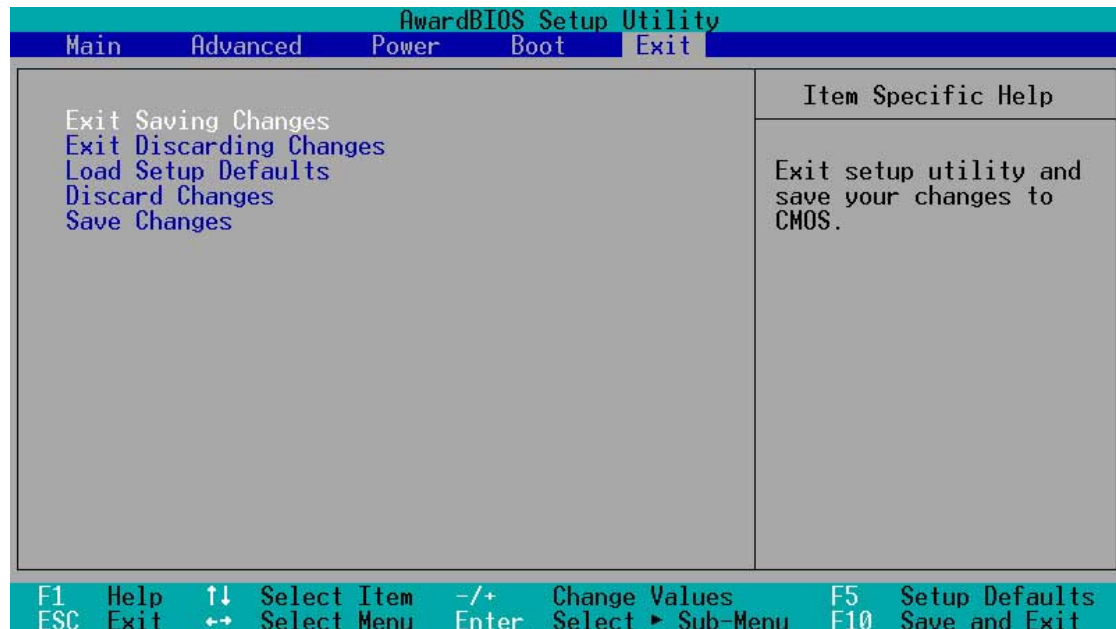 AwardBIOS Setup Utility
Main Advanced Power Boot Exit
Exit Saving Changes
Exit Discarding Changes
Load Setup Defaults
Discard Changes
Save Changes
Item Specific Help
Exit setup utility and
save your changes to
CMOS.
F1 Help ↑↓ Select Item -/+ Change Values F5 Setup Defaults
ESC Exit ←→ Select Menu Enter Select ► Sub-Menu F10 Save and Exit